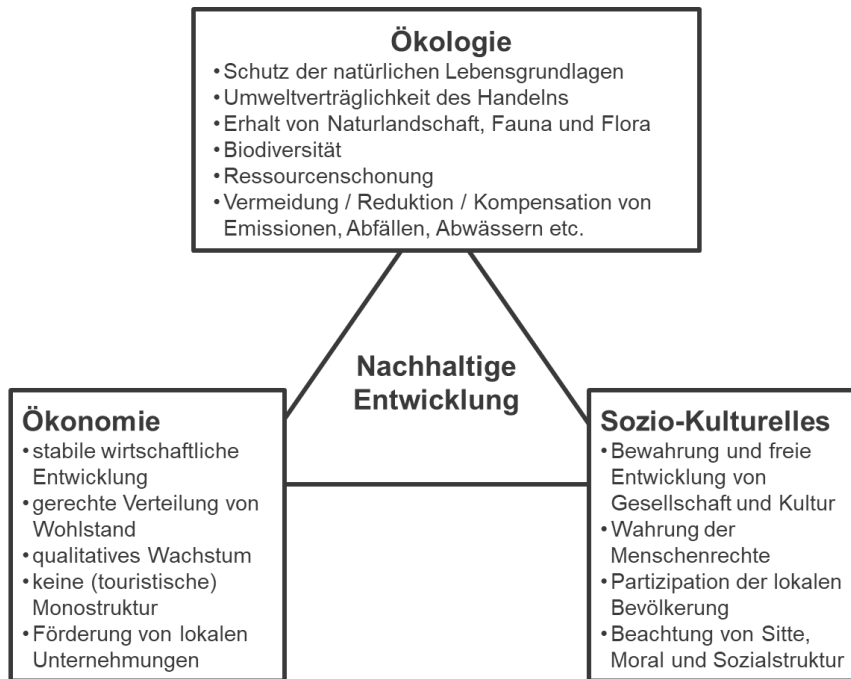 Ökologie
•Schutz der natürlichen Lebensgrundlagen
•Umweltverträglichkeit des Handelns
•Erhalt von Naturlandschaft, Fauna und Flora
•Biodiversität
•Ressourcenschonung
•Vermeidung / Reduktion / Kompensation von
Emissionen, Abfällen, Abwässern etc.
Nachhaltige
Entwicklung
Ökonomie
•stabile wirtschaftliche
Entwicklung
•gerechte Verteilung von
Wohlstand
•qualitatives Wachstum
•keine (touristische)
Monostruktur
•Förderung von lokalen
Unternehmungen
Sozio-Kulturelles
•Bewahrung und freie
Entwicklung von
Gesellschaft und Kultur
•Wahrung der
Menschenrechte
•Partizipation der lokalen
Bevölkerung
•Beachtung von Sitte,
Moral und Sozialstruktur